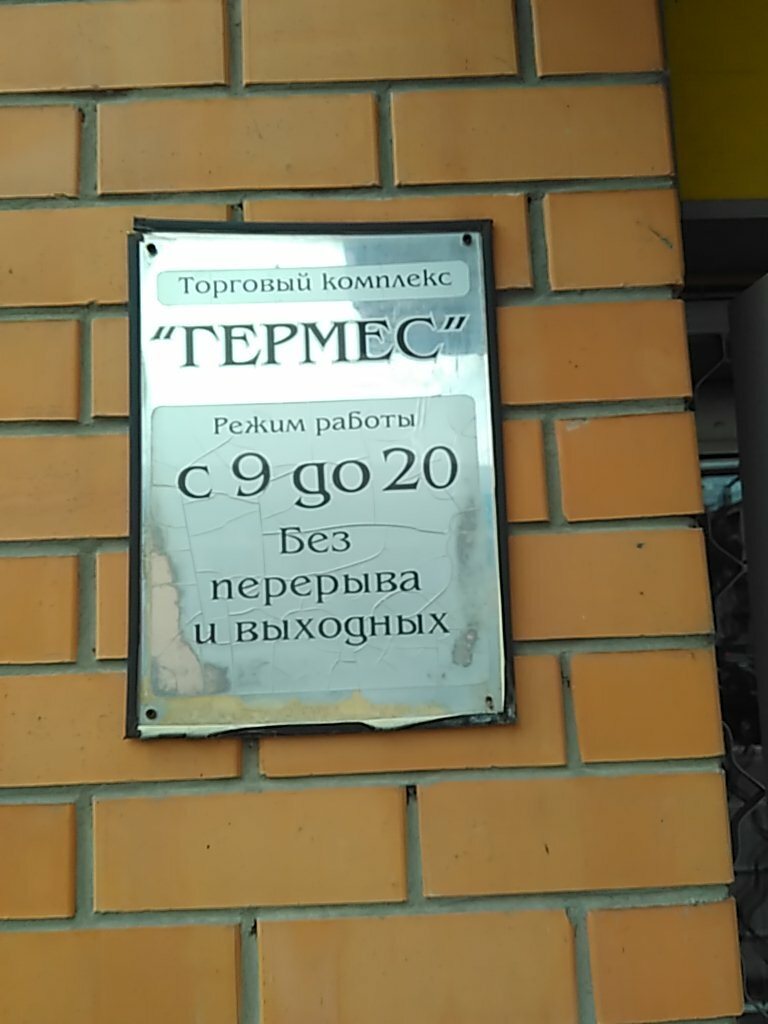 Торговый комплекс
"ГЕРМЕС"
Режим работы
с 9 до 20
Без
перерыва
и выходных